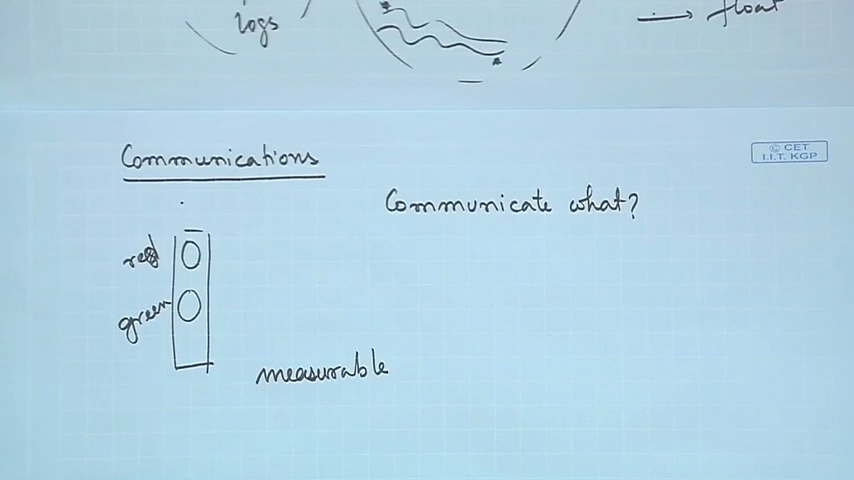 logs
float
Communications
© CET
I.I.T. KGP
Communicate what?
red
green
measurable